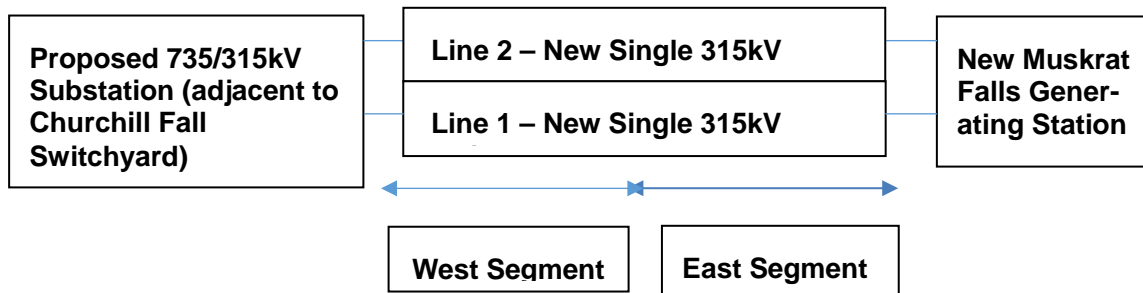 Proposed 735/315kV
Substation (adjacent to
Churchill Fall
Switchyard)
Line 2 – New Single 315kV
Line 1 – New Single 315kV
New Muskrat
Falls Gener-
ating Station
West Segment
East Segment